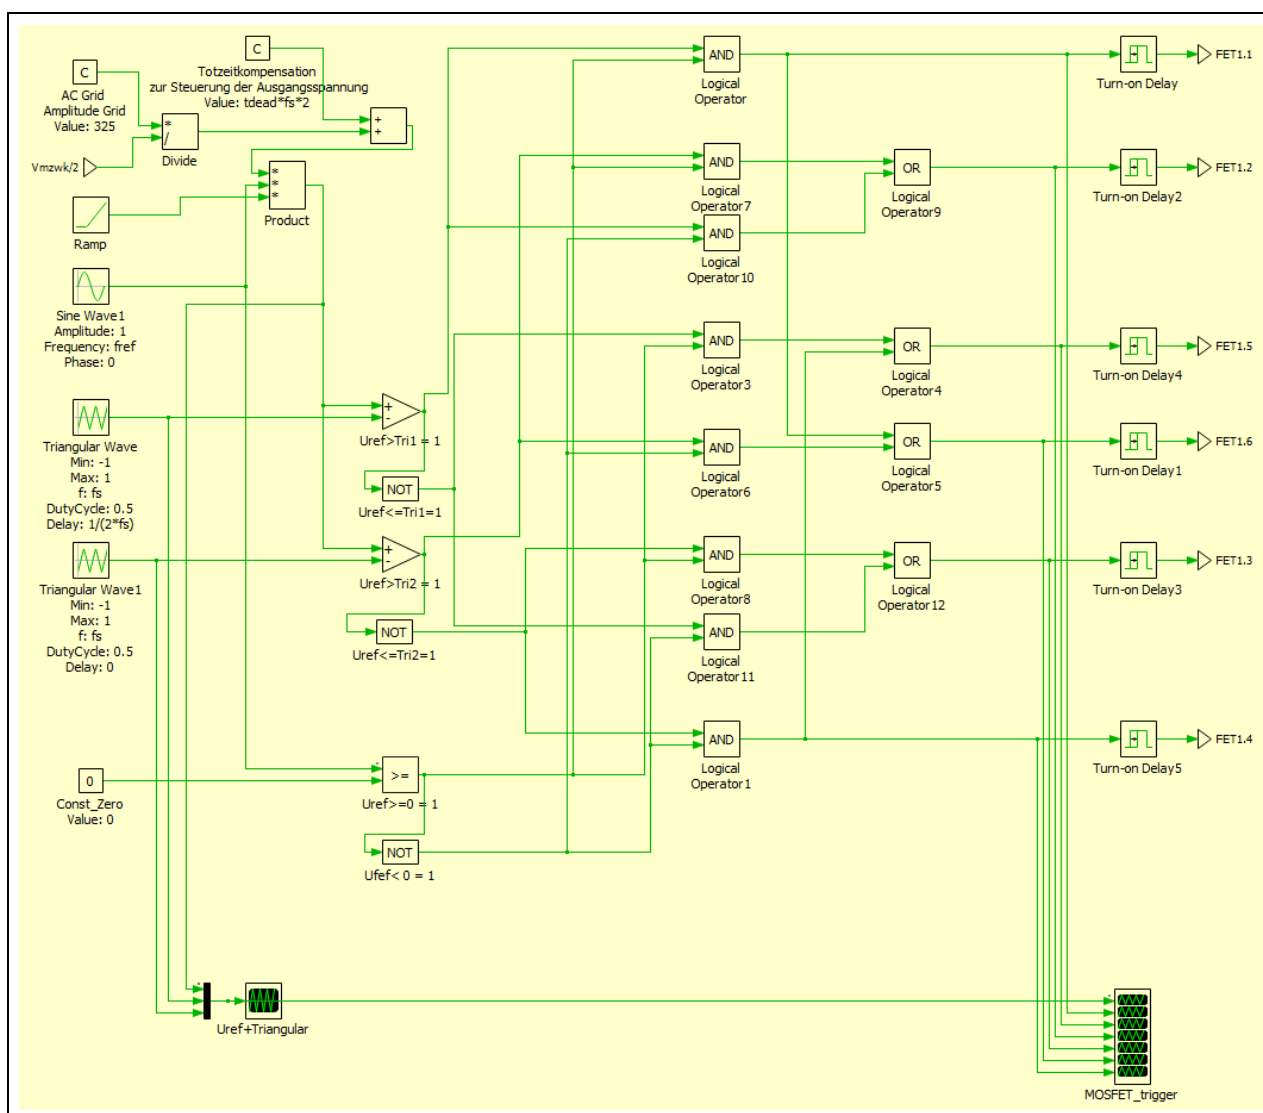 C
Totzeitkompensation
zur Steuerung der Ausgangsspannung
Value: tdead*fs*2
C
AC Grid
Amplitude Grid
Value: 325
*
/
Divide
+
+
Vmzwk/2
*
*
*
Product
Ramp
Sine Wave1
Amplitude: 1
Frequency: fref
Phase: 0
Triangular Wave
Min: -1
Max: 1
f: fs
DutyCycle: 0.5
Delay: 1/(2*fs)
Triangular Wave1
Min: -1
Max: 1
f: fs
DutyCycle: 0.5
Delay: 0
0
Const_Zero
Value: 0
+
-
Uref>Tri1 = 1
NOT
Uref<=Tri1=1
+
-
Uref>Tri2 = 1
NOT
Uref<=Tri2=1
>=
Uref>=0 = 1
NOT
Ufef< 0 = 1
AND
Logical
Operator
AND
Logical
Operator7
AND
Logical
Operator10
AND
Logical
Operator3
AND
Logical
Operator6
AND
Logical
Operator8
AND
Logical
Operator11
AND
Logical
Operator1
OR
Logical
Operator9
OR
Logical
Operator4
OR
Logical
Operator5
OR
Logical
Operator12
Turn-on Delay
FET1.1
Turn-on Delay2
FET1.2
Turn-on Delay4
FET1.5
Turn-on Delay1
FET1.6
Turn-on Delay3
FET1.3
Turn-on Delay5
FET1.4
Uref+Triangular
MOSFET_trigger